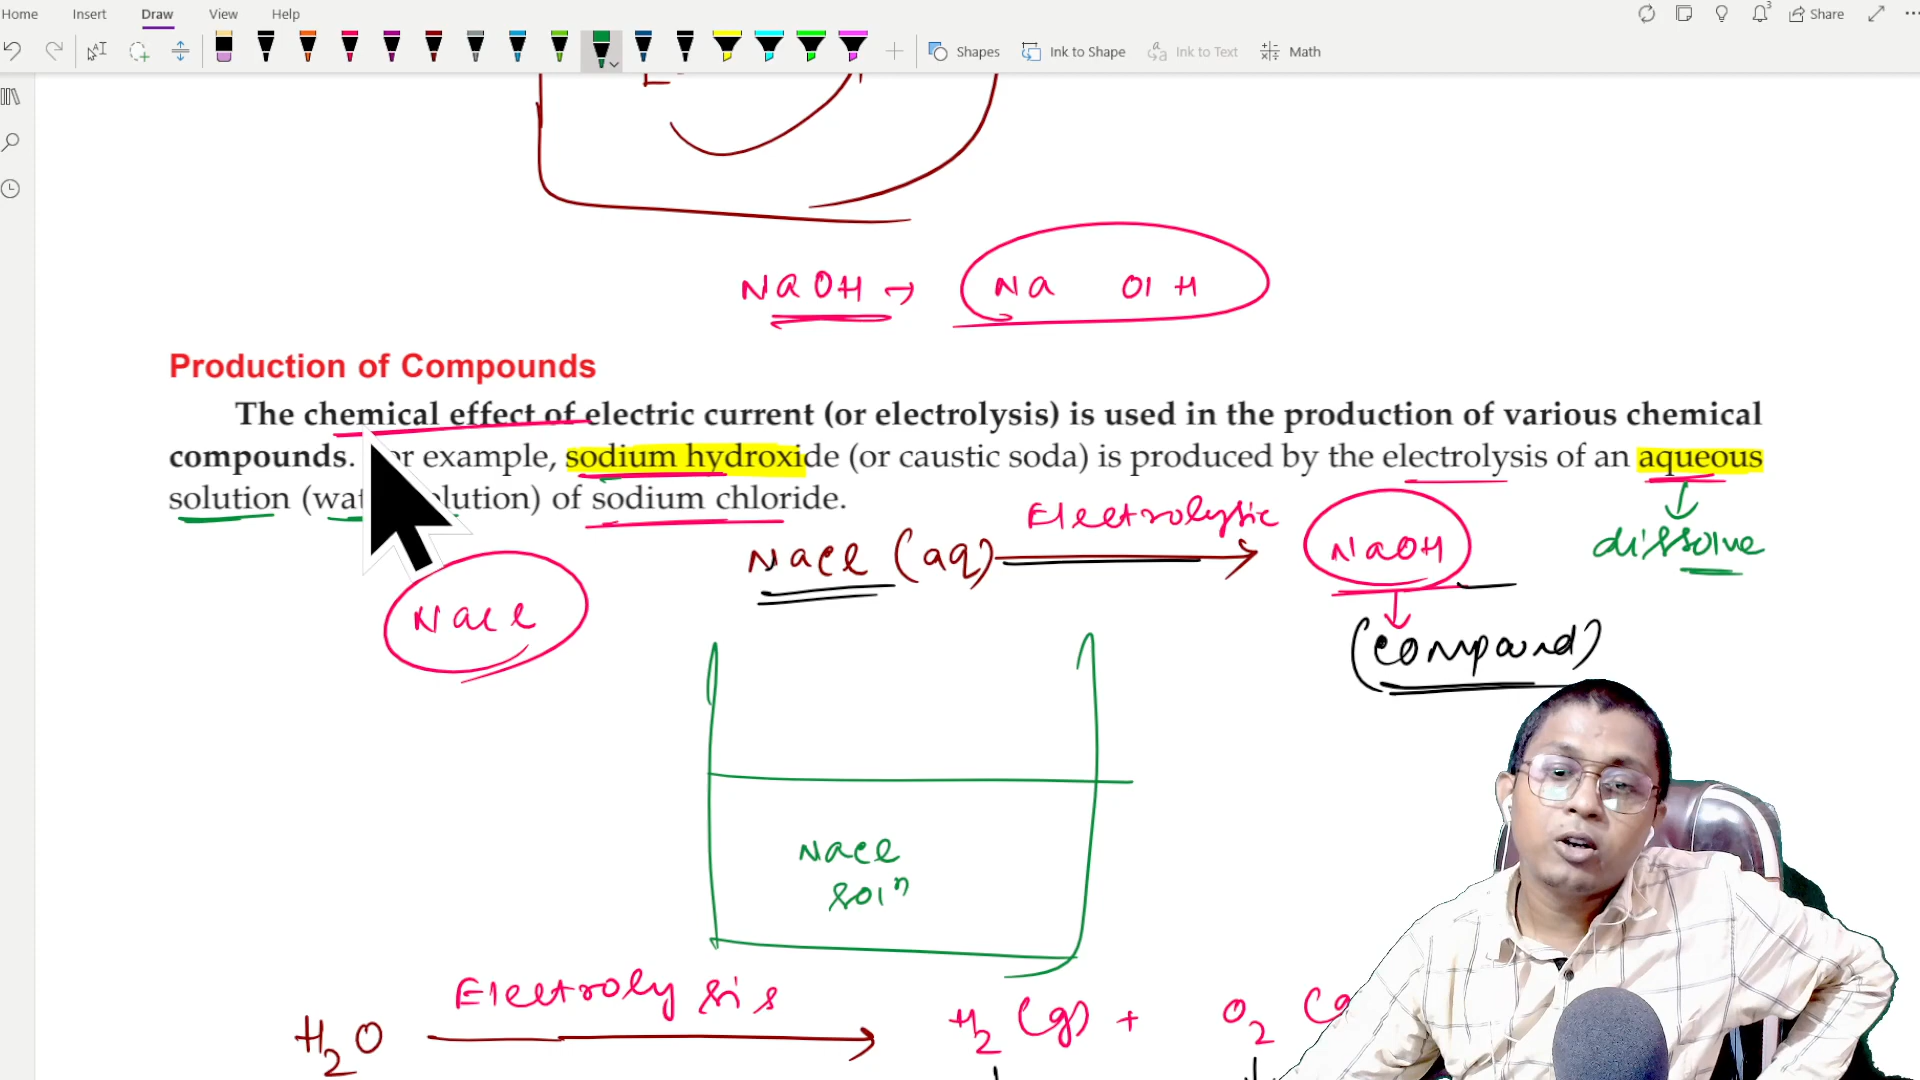 Home Insert Draw View Help Share
Shapes Ink to Shape Ink to Text Math
NaOH → Na OH
Production of Compounds
The chemical effect of electric current (or electrolysis) is used in the production of various chemical
compounds. or example, sodium hydroxide (or caustic soda) is produced by the electrolysis of an aqueous
solution (wat olution) of sodium chloride.
NaCl (aq) Electrolytic → NaOH
dissolve
NaCl
(compound)
NaCl
solⁿ
H2O Electrolysis → H2 (g) + O2 (g